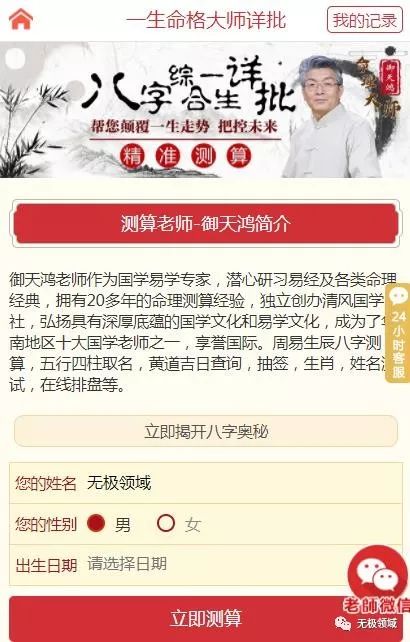 一生命格大师详批
我的记录
八字综合一生详批
命理大师
御天鸿
帮您颠覆一生走势 把控未来
精准测算
测算老师-御天鸿简介
御天鸿老师作为国学易学专家，潜心研习易经及各类命理
经典，拥有20多年的命理测算经验，独立创办清风国学
社，弘扬具有深厚底蕴的国学文化和易学文化，成为了华
南地区十大国学老师之一，享誉国际。周易生辰八字测
算，五行四柱取名，黄道吉日查询，抽签，生肖，姓名测
试，在线排盘等。
24小时客服
立即揭开八字奥秘
您的姓名 无极领域
您的性别 男 女
出生日期 请选择日期
老師微信
立即测算
无极领域